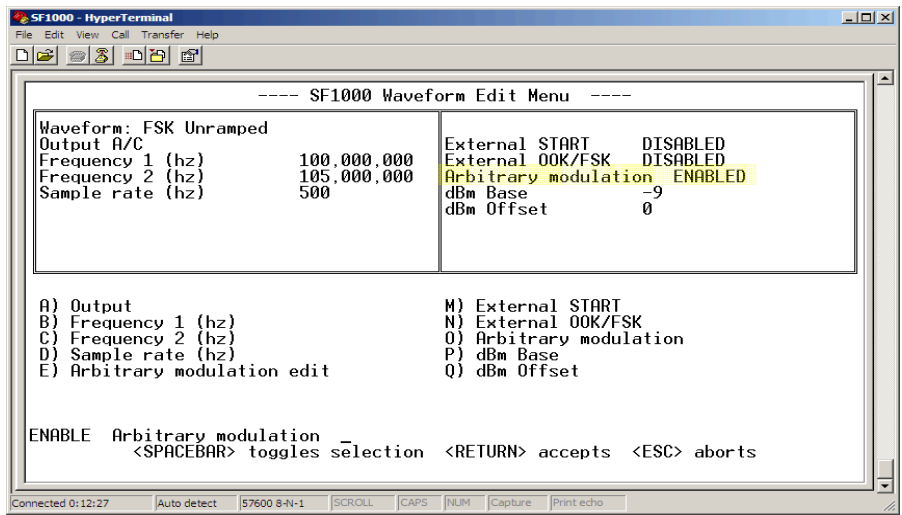 SF1000 - HyperTerminal
File Edit View Call Transfer Help
---- SF1000 Waveform Edit Menu ----
Waveform: FSK Unramped
Output A/C
Frequency 1 (hz) 100,000,000
Frequency 2 (hz) 105,000,000
Sample rate (hz) 500
External START DISABLED
External OOK/FSK DISABLED
Arbitrary modulation ENABLED
dBm Base -9
dBm Offset 0
A) Output
B) Frequency 1 (hz)
C) Frequency 2 (hz)
D) Sample rate (hz)
E) Arbitrary modulation edit
M) External START
N) External OOK/FSK
O) Arbitrary modulation
P) dBm Base
Q) dBm Offset
ENABLE Arbitrary modulation _
<SPACEBAR> toggles selection <RETURN> accepts <ESC> aborts
Connected 0:12:27 Auto detect 57600 8-N-1 SCROLL CAPS NUM Capture Print echo